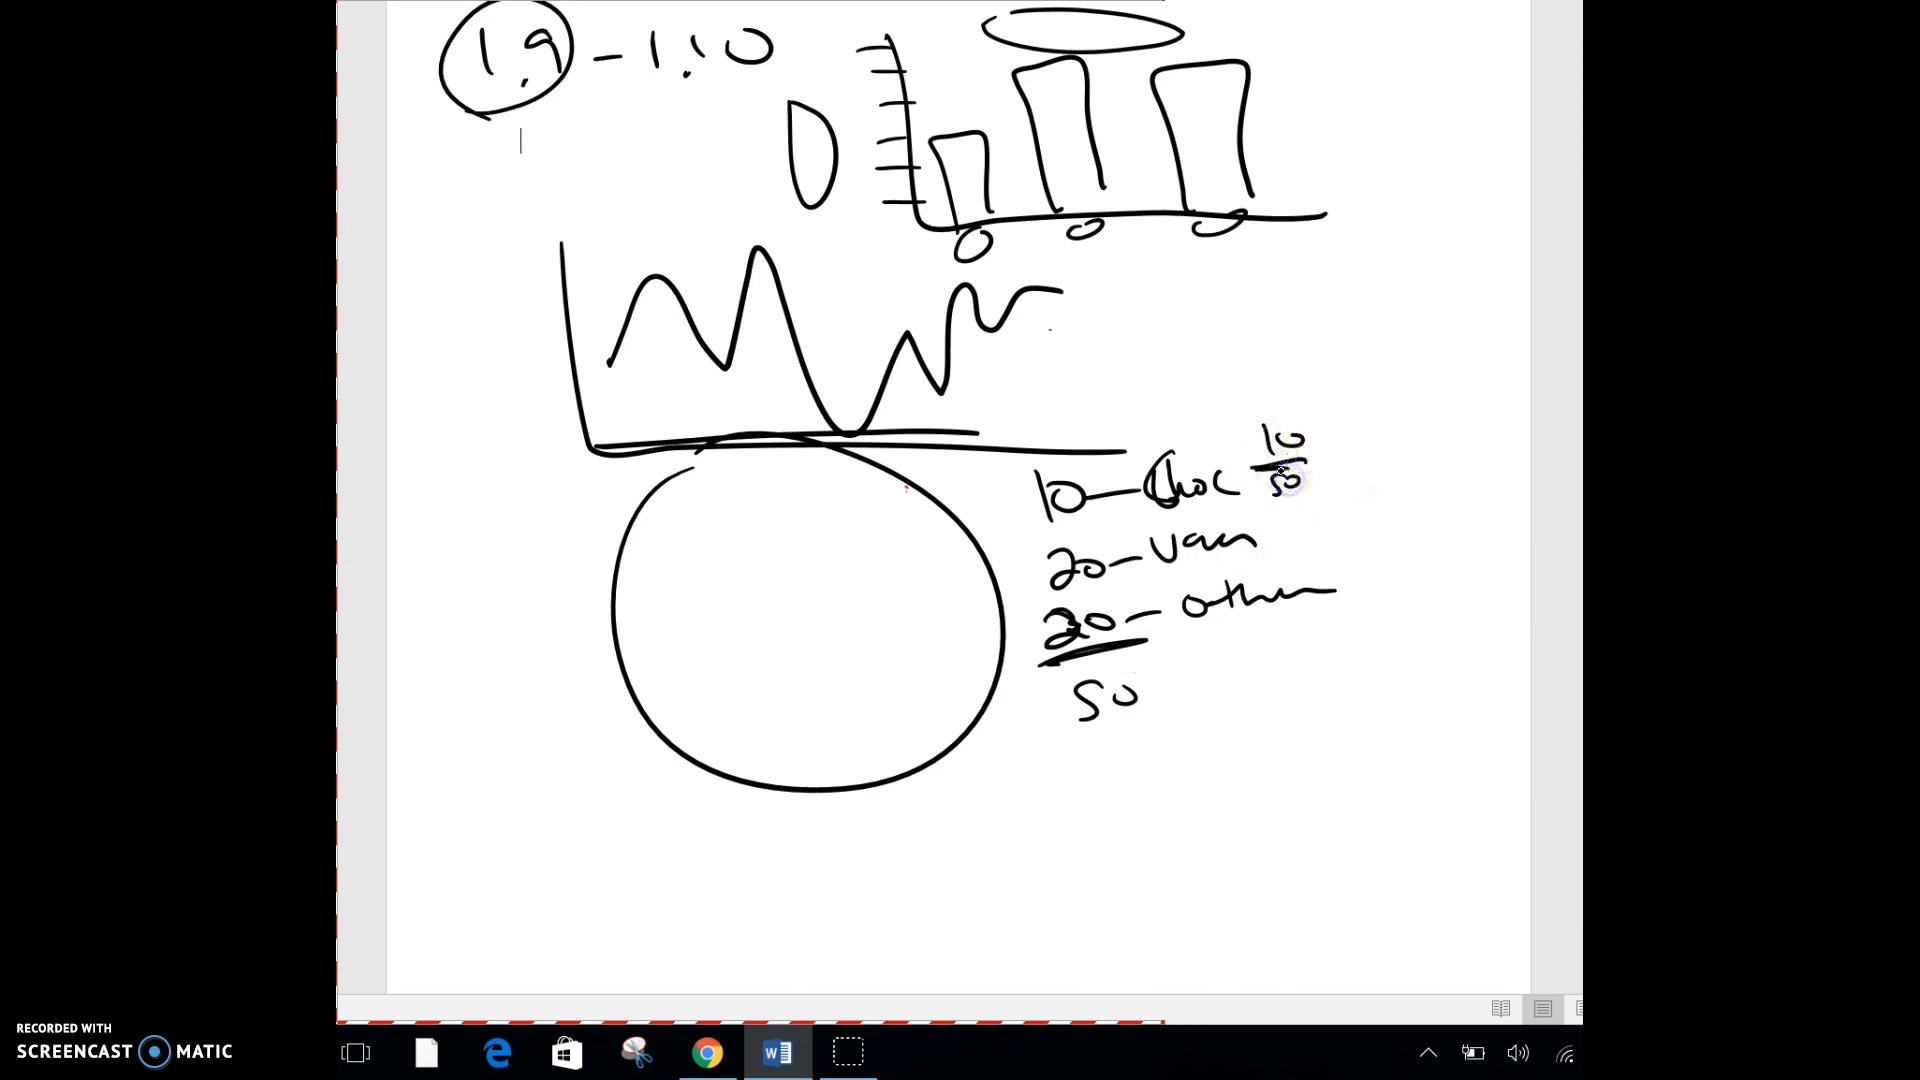 1.9 - 1.10
10 - Choc 10/50
20 - Van
20 - other
50
RECORDED WITH
SCREENCAST MATIC